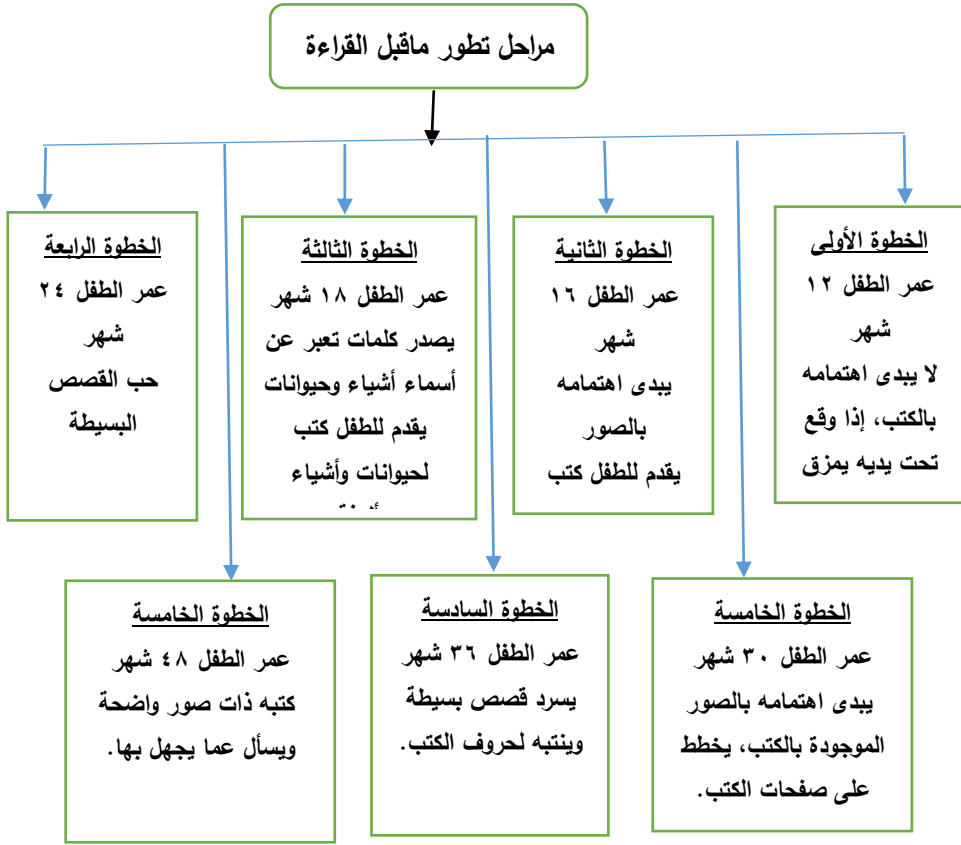 مراحل تطور ماقبل القراءة
الخطوة الأولى
عمر الطفل ١٢
شهر
لا يبدى اهتمامه
بالكتب، إذا وقع
تحت يديه يمزق
الخطوة الثانية
عمر الطفل ١٦
شهر
يبدى اهتمامه
بالصور
يقدم للطفل كتب
الخطوة الثالثة
عمر الطفل ١٨ شهر
يصدر كلمات تعبر عن
أسماء أشياء وحيوانات
يقدم للطفل كتب
لحيوانات وأشياء
الخطوة الرابعة
عمر الطفل ٢٤
شهر
حب القصص
البسيطة
الخطوة الخامسة
عمر الطفل ٣٠ شهر
يبدى اهتمامه بالصور
الموجودة بالكتب، يخطط
على صفحات الكتب.
الخطوة السادسة
عمر الطفل ٣٦ شهر
يسرد قصص بسيطة
وينتبه لحروف الكتب.
الخطوة الخامسة
عمر الطفل ٤٨ شهر
كتبه ذات صور واضحة
ويسأل عما يجهل بها.